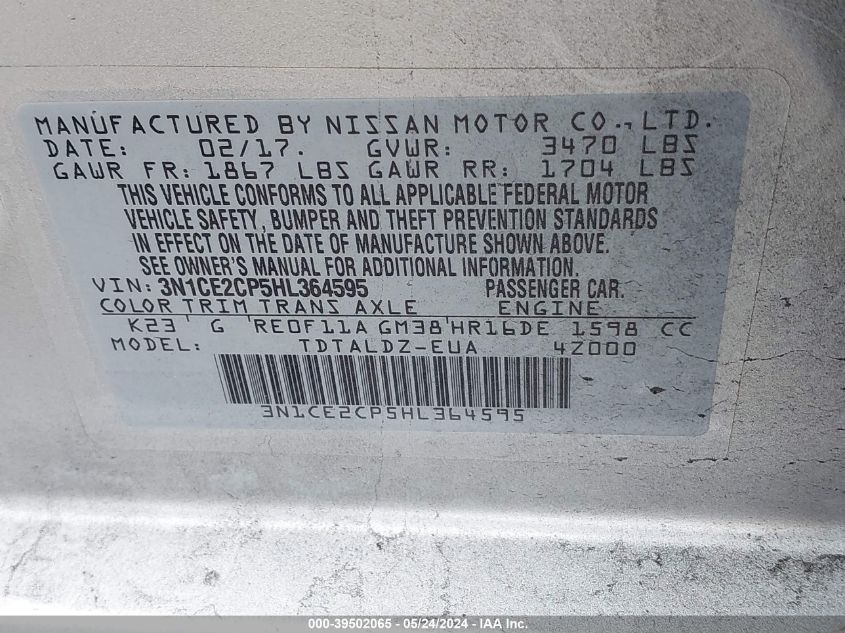 MANUFACTURED BY NISSAN MOTOR CO., LTD.
DATE: 02/17. GVWR: 3470 LBS
GAWR FR: 1867 LBS GAWR RR: 1704 LBS
THIS VEHICLE CONFORMS TO ALL APPLICABLE FEDERAL MOTOR
VEHICLE SAFETY, BUMPER AND THEFT PREVENTION STANDARDS
IN EFFECT ON THE DATE OF MANUFACTURE SHOWN ABOVE.
SEE OWNER'S MANUAL FOR ADDITIONAL INFORMATION.
VIN: 3N1CE2CP5HL364595 PASSENGER CAR.
COLOR TRIM TRANS AXLE ENGINE
K23 G RE0F11A GM38 HR16DE 1598 CC
MODEL: TDTALDZ-EUA 4Z000
3N1CE2CP5HL364595
000-39502065 - 05/24/2024 - © IAA, Inc.